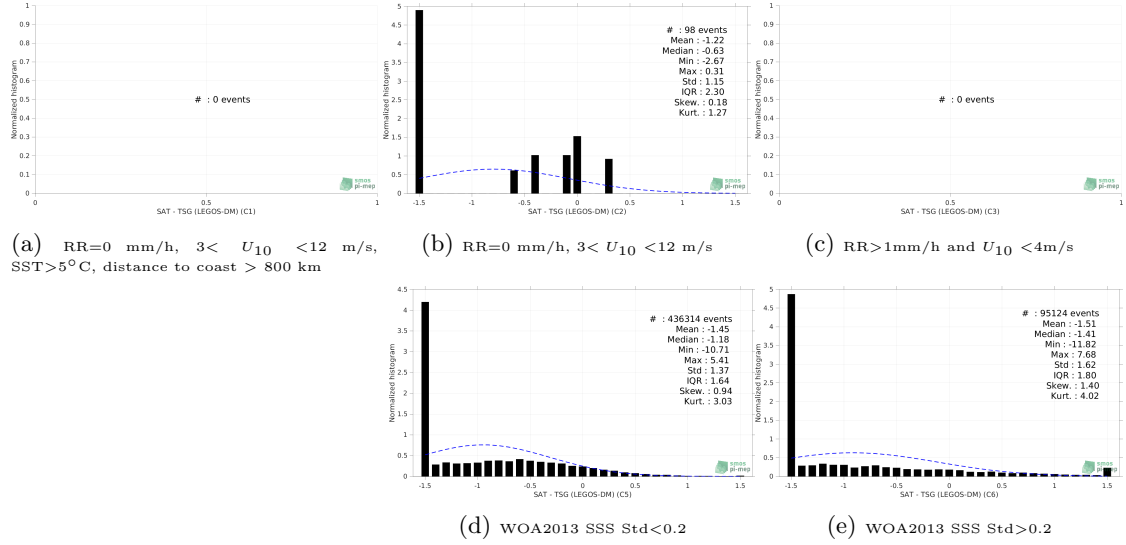 1
0.9
0.8
0.7
0.6
0.5
0.4
0.3
0.2
0.1
0
Normalized histogram
# : 0 events
smos
pi-mep
0 0.5 1
SAT - TSG (LEGOS-DM) (C1)
(a) RR=0 mm/h, 3< U10 <12 m/s,
SST>5°C, distance to coast > 800 km
5
4.5
4
3.5
3
2.5
2
1.5
1
0.5
0
Normalized histogram
# : 98 events
Mean : -1.22
Median : -0.63
Min : -2.67
Max : 0.31
Std : 1.15
IQR : 2.30
Skew. : 0.18
Kurt. : 1.27
smos
pi-mep
-1.5 -1 -0.5 0 0.5 1 1.5
SAT - TSG (LEGOS-DM) (C2)
(b) RR=0 mm/h, 3< U10 <12 m/s
1
0.9
0.8
0.7
0.6
0.5
0.4
0.3
0.2
0.1
0
Normalized histogram
# : 0 events
smos
pi-mep
0 0.5 1
SAT - TSG (LEGOS-DM) (C3)
(c) RR>1mm/h and U10 <4m/s
4.5
4
3.5
3
2.5
2
1.5
1
0.5
0
Normalized histogram
# : 436314 events
Mean : -1.45
Median : -1.18
Min : -10.71
Max : 5.41
Std : 1.37
IQR : 1.64
Skew. : 0.94
Kurt. : 3.03
smos
pi-mep
-1.5 -1 -0.5 0 0.5 1 1.5
SAT - TSG (LEGOS-DM) (C5)
(d) WOA2013 SSS Std<0.2
5
4.5
4
3.5
3
2.5
2
1.5
1
0.5
0
Normalized histogram
# : 95124 events
Mean : -1.51
Median : -1.41
Min : -11.82
Max : 7.68
Std : 1.62
IQR : 1.80
Skew. : 1.40
Kurt. : 4.02
smos
pi-mep
-1.5 -1 -0.5 0 0.5 1 1.5
SAT - TSG (LEGOS-DM) (C6)
(e) WOA2013 SSS Std>0.2